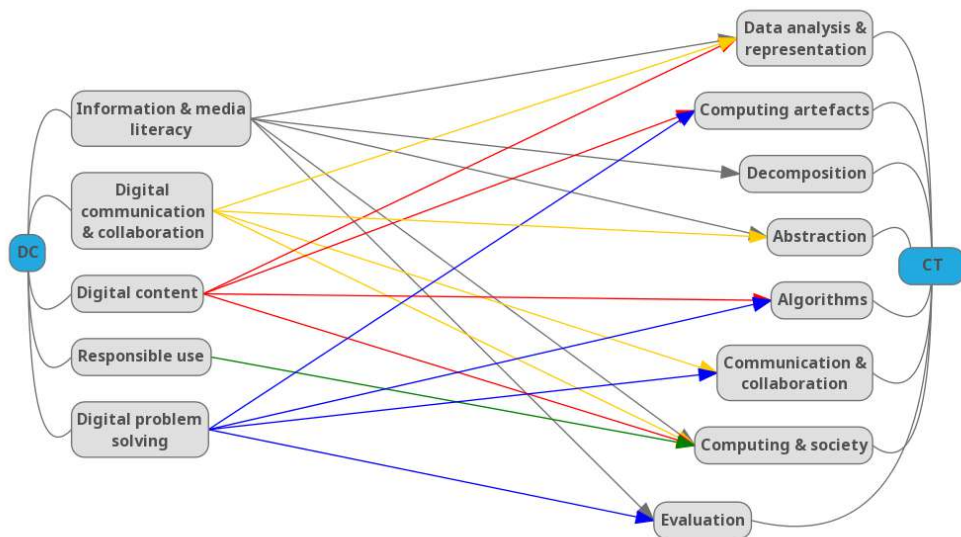 DC
Information & media
literacy
Digital
communication
& collaboration
Digital content
Responsible use
Digital problem
solving
Data analysis &
representation
Computing artefacts
Decomposition
Abstraction
Algorithms
Communication &
collaboration
Computing & society
Evaluation
CT